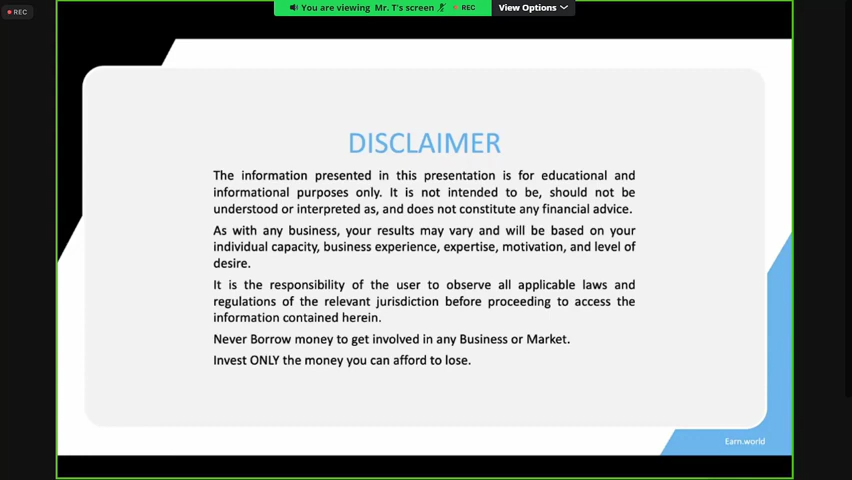 REC
You are viewing Mr. T's screen REC View Options
DISCLAIMER
The information presented in this presentation is for educational and
informational purposes only. It is not intended to be, should not be
understood or interpreted as, and does not constitute any financial advice.
As with any business, your results may vary and will be based on your
individual capacity, business experience, expertise, motivation, and level of
desire.
It is the responsibility of the user to observe all applicable laws and
regulations of the relevant jurisdiction before proceeding to access the
information contained herein.
Never Borrow money to get involved in any Business or Market.
Invest ONLY the money you can afford to lose.
Earn.world